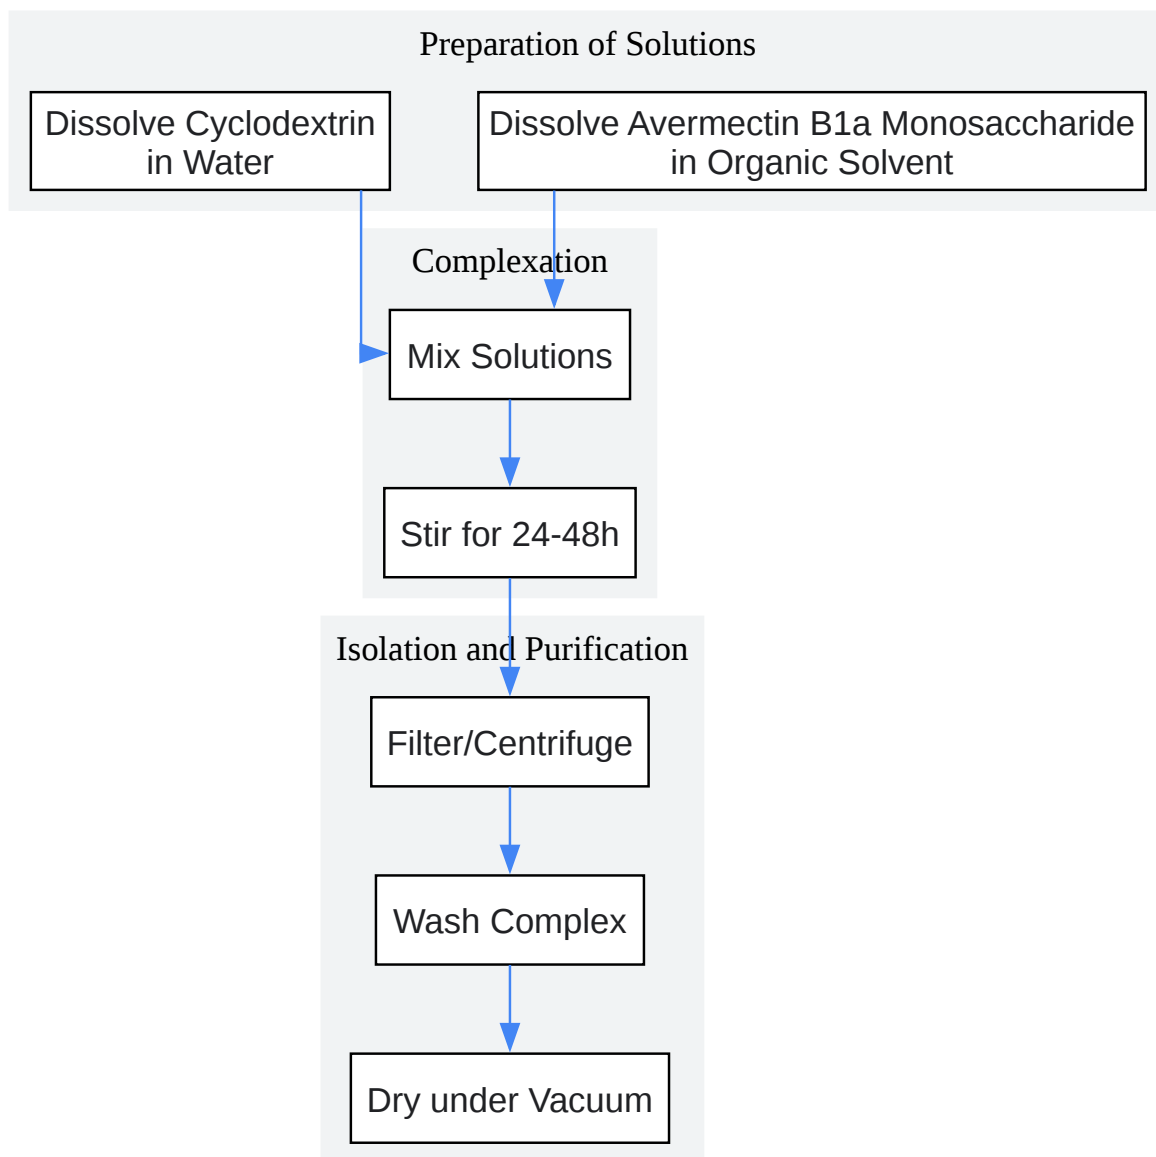 Preparation of Solutions
Dissolve Cyclodextrin
in Water
Dissolve Avermectin B1a Monosaccharide
in Organic Solvent
Complexation
Mix Solutions
Stir for 24-48h
Isolation and Purification
Filter/Centrifuge
Wash Complex
Dry under Vacuum